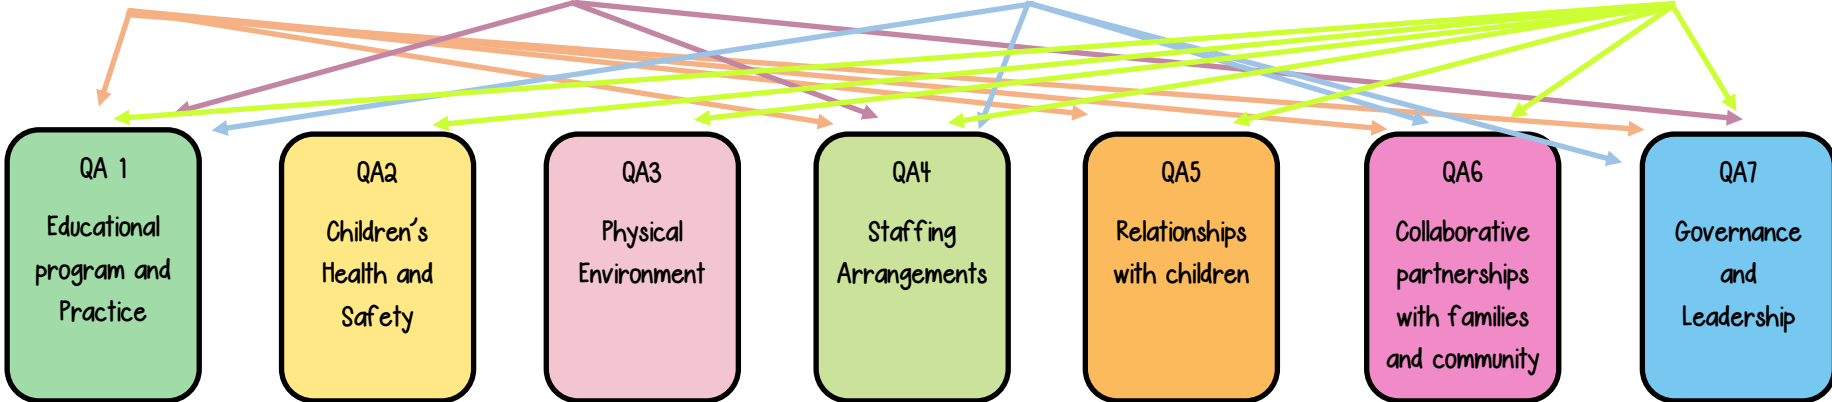 QA 1
Educational
program and
Practice
QA2
Children's
Health and
Safety
QA3
Physical
Environment
QA4
Staffing
Arrangements
QA5
Relationships
with children
QA6
Collaborative
partnerships
with families
and community
QA7
Governance
and
Leadership